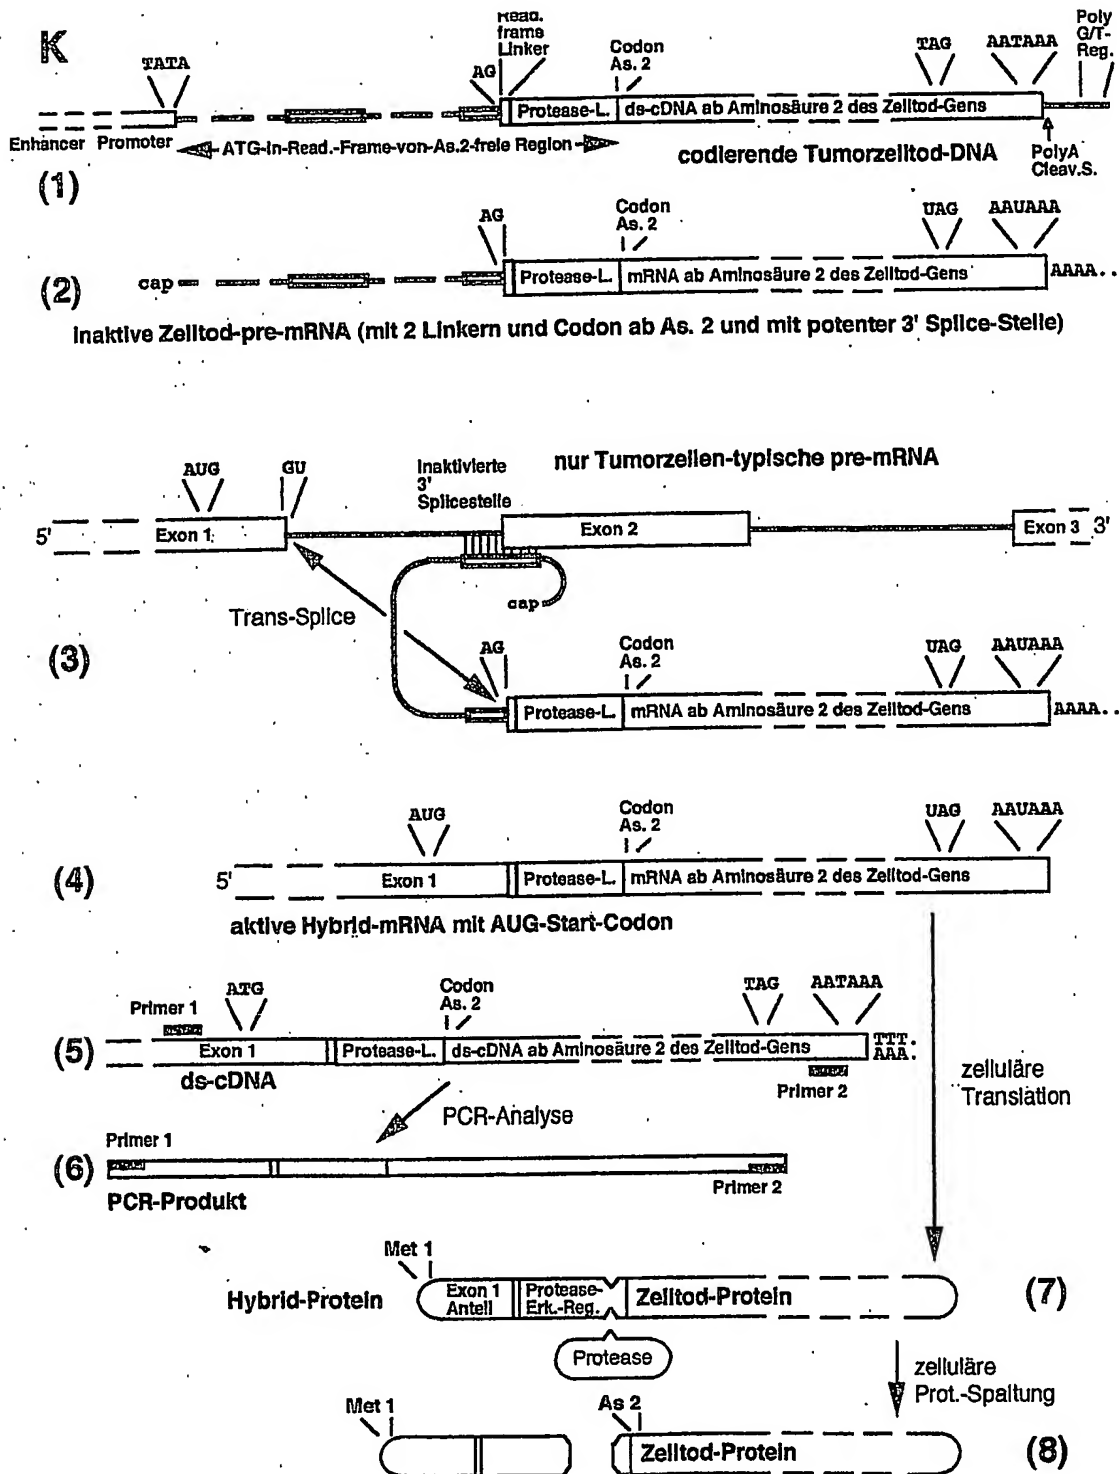 K
TATA
AG
Read.
frame
Linker
Codon
As. 2
TAG
AATAAA
Poly
G/T-
Reg.
Protease-L.
ds-cDNA ab Aminosäure 2 des Zelltod-Gens
Enhancer
Promoter
ATG-in-Read.-Frame-von-As.2-freie Region
codierende Tumorzelltod-DNA
PolyA
Cleav.S.
(1)
AG
Codon
As. 2
UAG
AAUAAA
(2)
cap
Protease-L.
mRNA ab Aminosäure 2 des Zelltod-Gens
AAAA..
inaktive Zelltod-pre-mRNA (mit 2 Linkern und Codon ab As. 2 und mit potenter 3' Splice-Stelle)
nur Tumorzellen-typische pre-mRNA
AUG
GU
Inaktivierte
3'
Splicestelle
5'
Exon 1
Exon 2
Exon 3
3'
cap
Trans-Splice
(3)
AG
Codon
As. 2
UAG
AAUAAA
Protease-L.
mRNA ab Aminosäure 2 des Zelltod-Gens
AAAA..
AUG
Codon
As. 2
UAG
AAUAAA
(4)
5'
Exon 1
Protease-L.
mRNA ab Aminosäure 2 des Zelltod-Gens
aktive Hybrid-mRNA mit AUG-Start-Codon
Primer 1
ATG
Codon
As. 2
TAG
AATAAA
(5)
Exon 1
Protease-L.
ds-cDNA ab Aminosäure 2 des Zelltod-Gens
TTT.
AAA.
ds-cDNA
Primer 2
PCR-Analyse
zelluläre
Translation
Primer 1
(6)
PCR-Produkt
Primer 2
Met 1
Hybrid-Protein
Exon 1
Anteil
Protease-
Erk.-Reg.
Zelltod-Protein
(7)
Protease
zelluläre
Prot.-Spaltung
Met 1
As 2
Zelltod-Protein
(8)